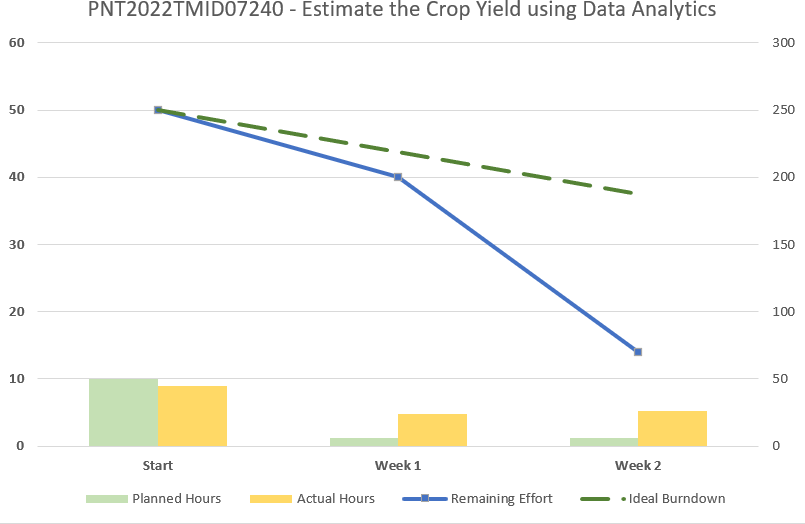 PNT2022TMID07240 - Estimate the Crop Yield using Data Analytics
60 300
50 250
40 200
30 150
20 100
10 50
0 0
Start Week 1 Week 2
Planned Hours Actual Hours Remaining Effort Ideal Burndown